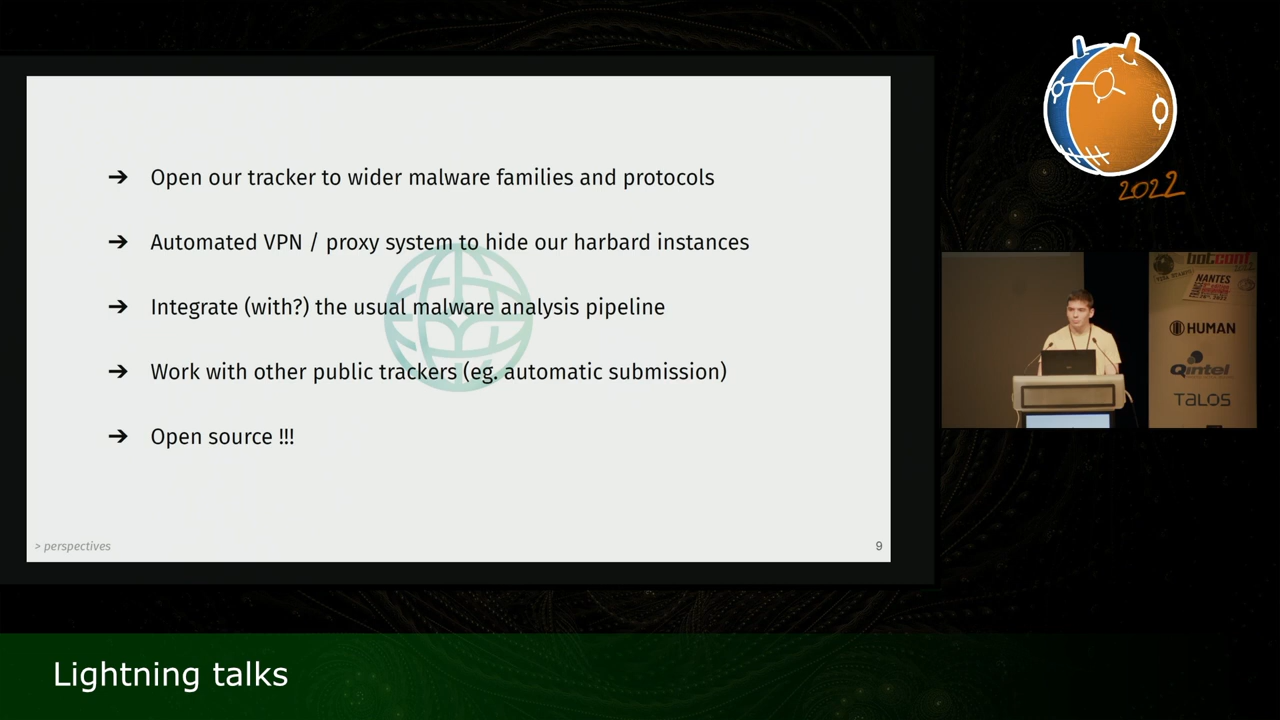 ➔ Open our tracker to wider malware families and protocols
➔ Automated VPN / proxy system to hide our harbard instances
➔ Integrate (with?) the usual malware analysis pipeline
➔ Work with other public trackers (eg. automatic submission)
➔ Open source !!!
> perspectives
9
2022
botconf
NANTES
HUMAN
Qintel
TALOS
Lightning talks